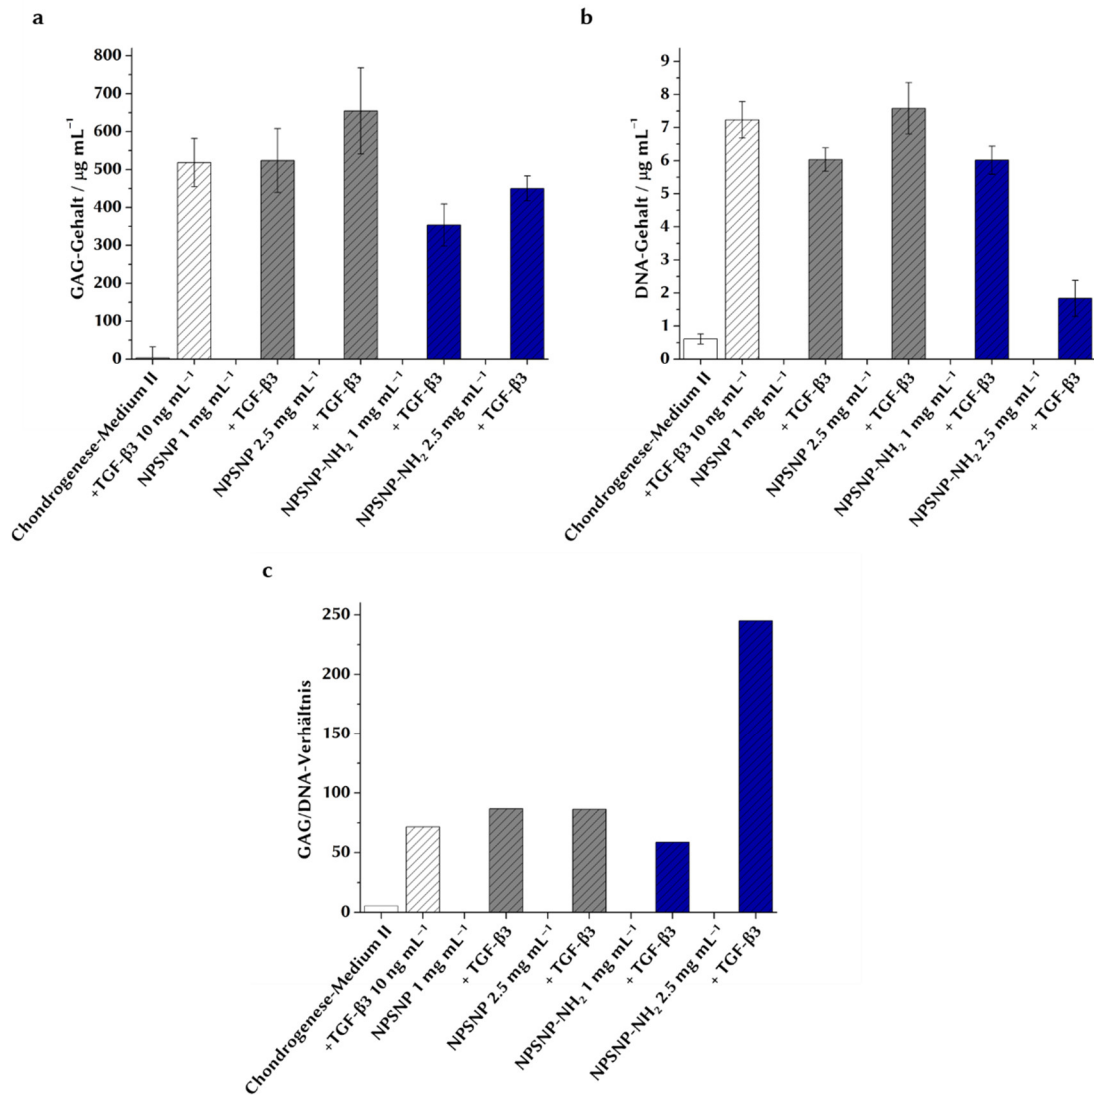 a
GAG-Gehalt / µg mL⁻¹
800
700
600
500
400
300
200
100
0
Chondrogenese-Medium II
+TGF-β3 10 ng mL⁻¹
NPSNP 1 mg mL⁻¹
+ TGF-β3
NPSNP 2.5 mg mL⁻¹
+ TGF-β3
NPSNP-NH₂ 1 mg mL⁻¹
+ TGF-β3
NPSNP-NH₂ 2.5 mg mL⁻¹
+ TGF-β3
b
DNA-Gehalt / µg mL⁻¹
9
8
7
6
5
4
3
2
1
0
Chondrogenese-Medium II
+TGF-β3 10 ng mL⁻¹
NPSNP 1 mg mL⁻¹
+ TGF-β3
NPSNP 2.5 mg mL⁻¹
+ TGF-β3
NPSNP-NH₂ 1 mg mL⁻¹
+ TGF-β3
NPSNP-NH₂ 2.5 mg mL⁻¹
+ TGF-β3
c
GAG/DNA-Verhältnis
250
200
150
100
50
0
Chondrogenese-Medium II
+TGF-β3 10 ng mL⁻¹
NPSNP 1 mg mL⁻¹
+ TGF-β3
NPSNP 2.5 mg mL⁻¹
+ TGF-β3
NPSNP-NH₂ 1 mg mL⁻¹
+ TGF-β3
NPSNP-NH₂ 2.5 mg mL⁻¹
+ TGF-β3